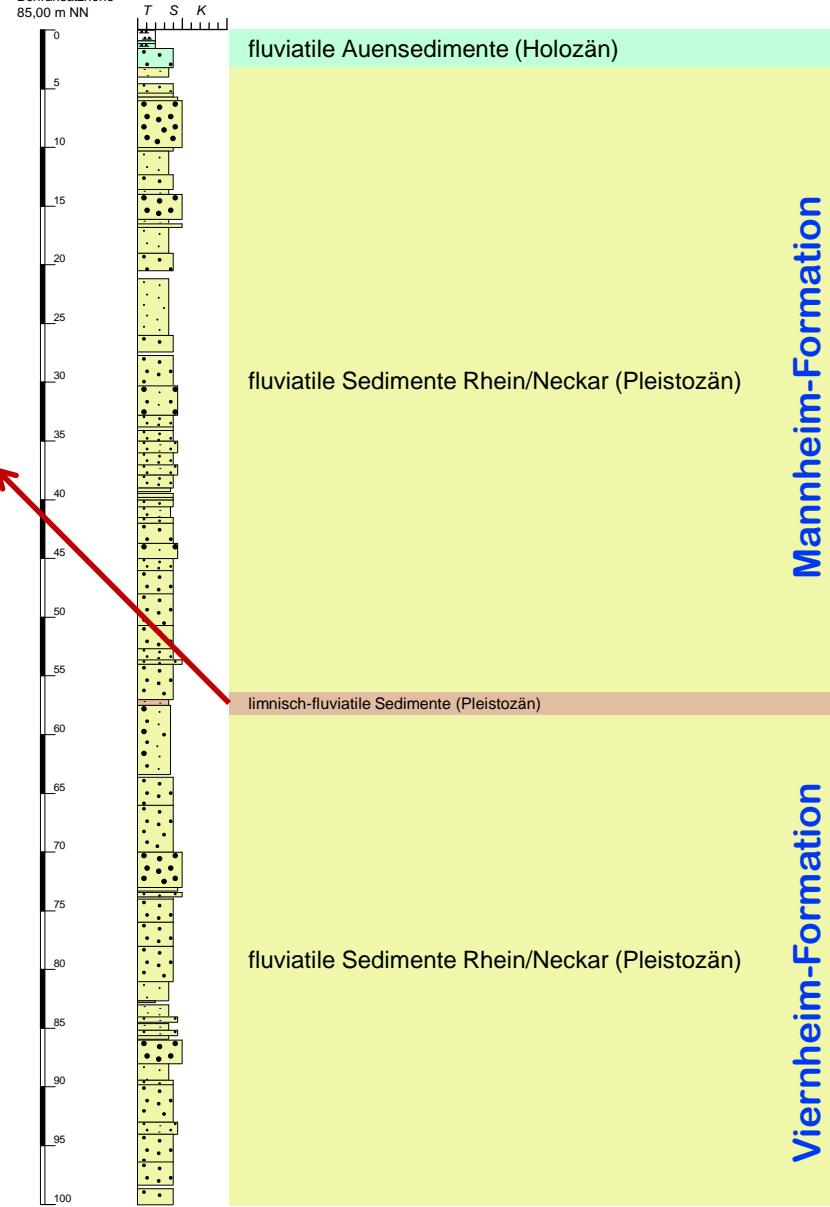 85,00 m NN
T S K
0
fluviatile Auensedimente (Holozän)
5
10
15
20
25
30
fluviatile Sedimente Rhein/Neckar (Pleistozän)
35
40
45
50
55
Mannheim-Formation
limnisch-fluviatile Sedimente (Pleistozän)
60
65
70
75
80
fluviatile Sedimente Rhein/Neckar (Pleistozän)
85
90
95
100
Viernheim-Formation